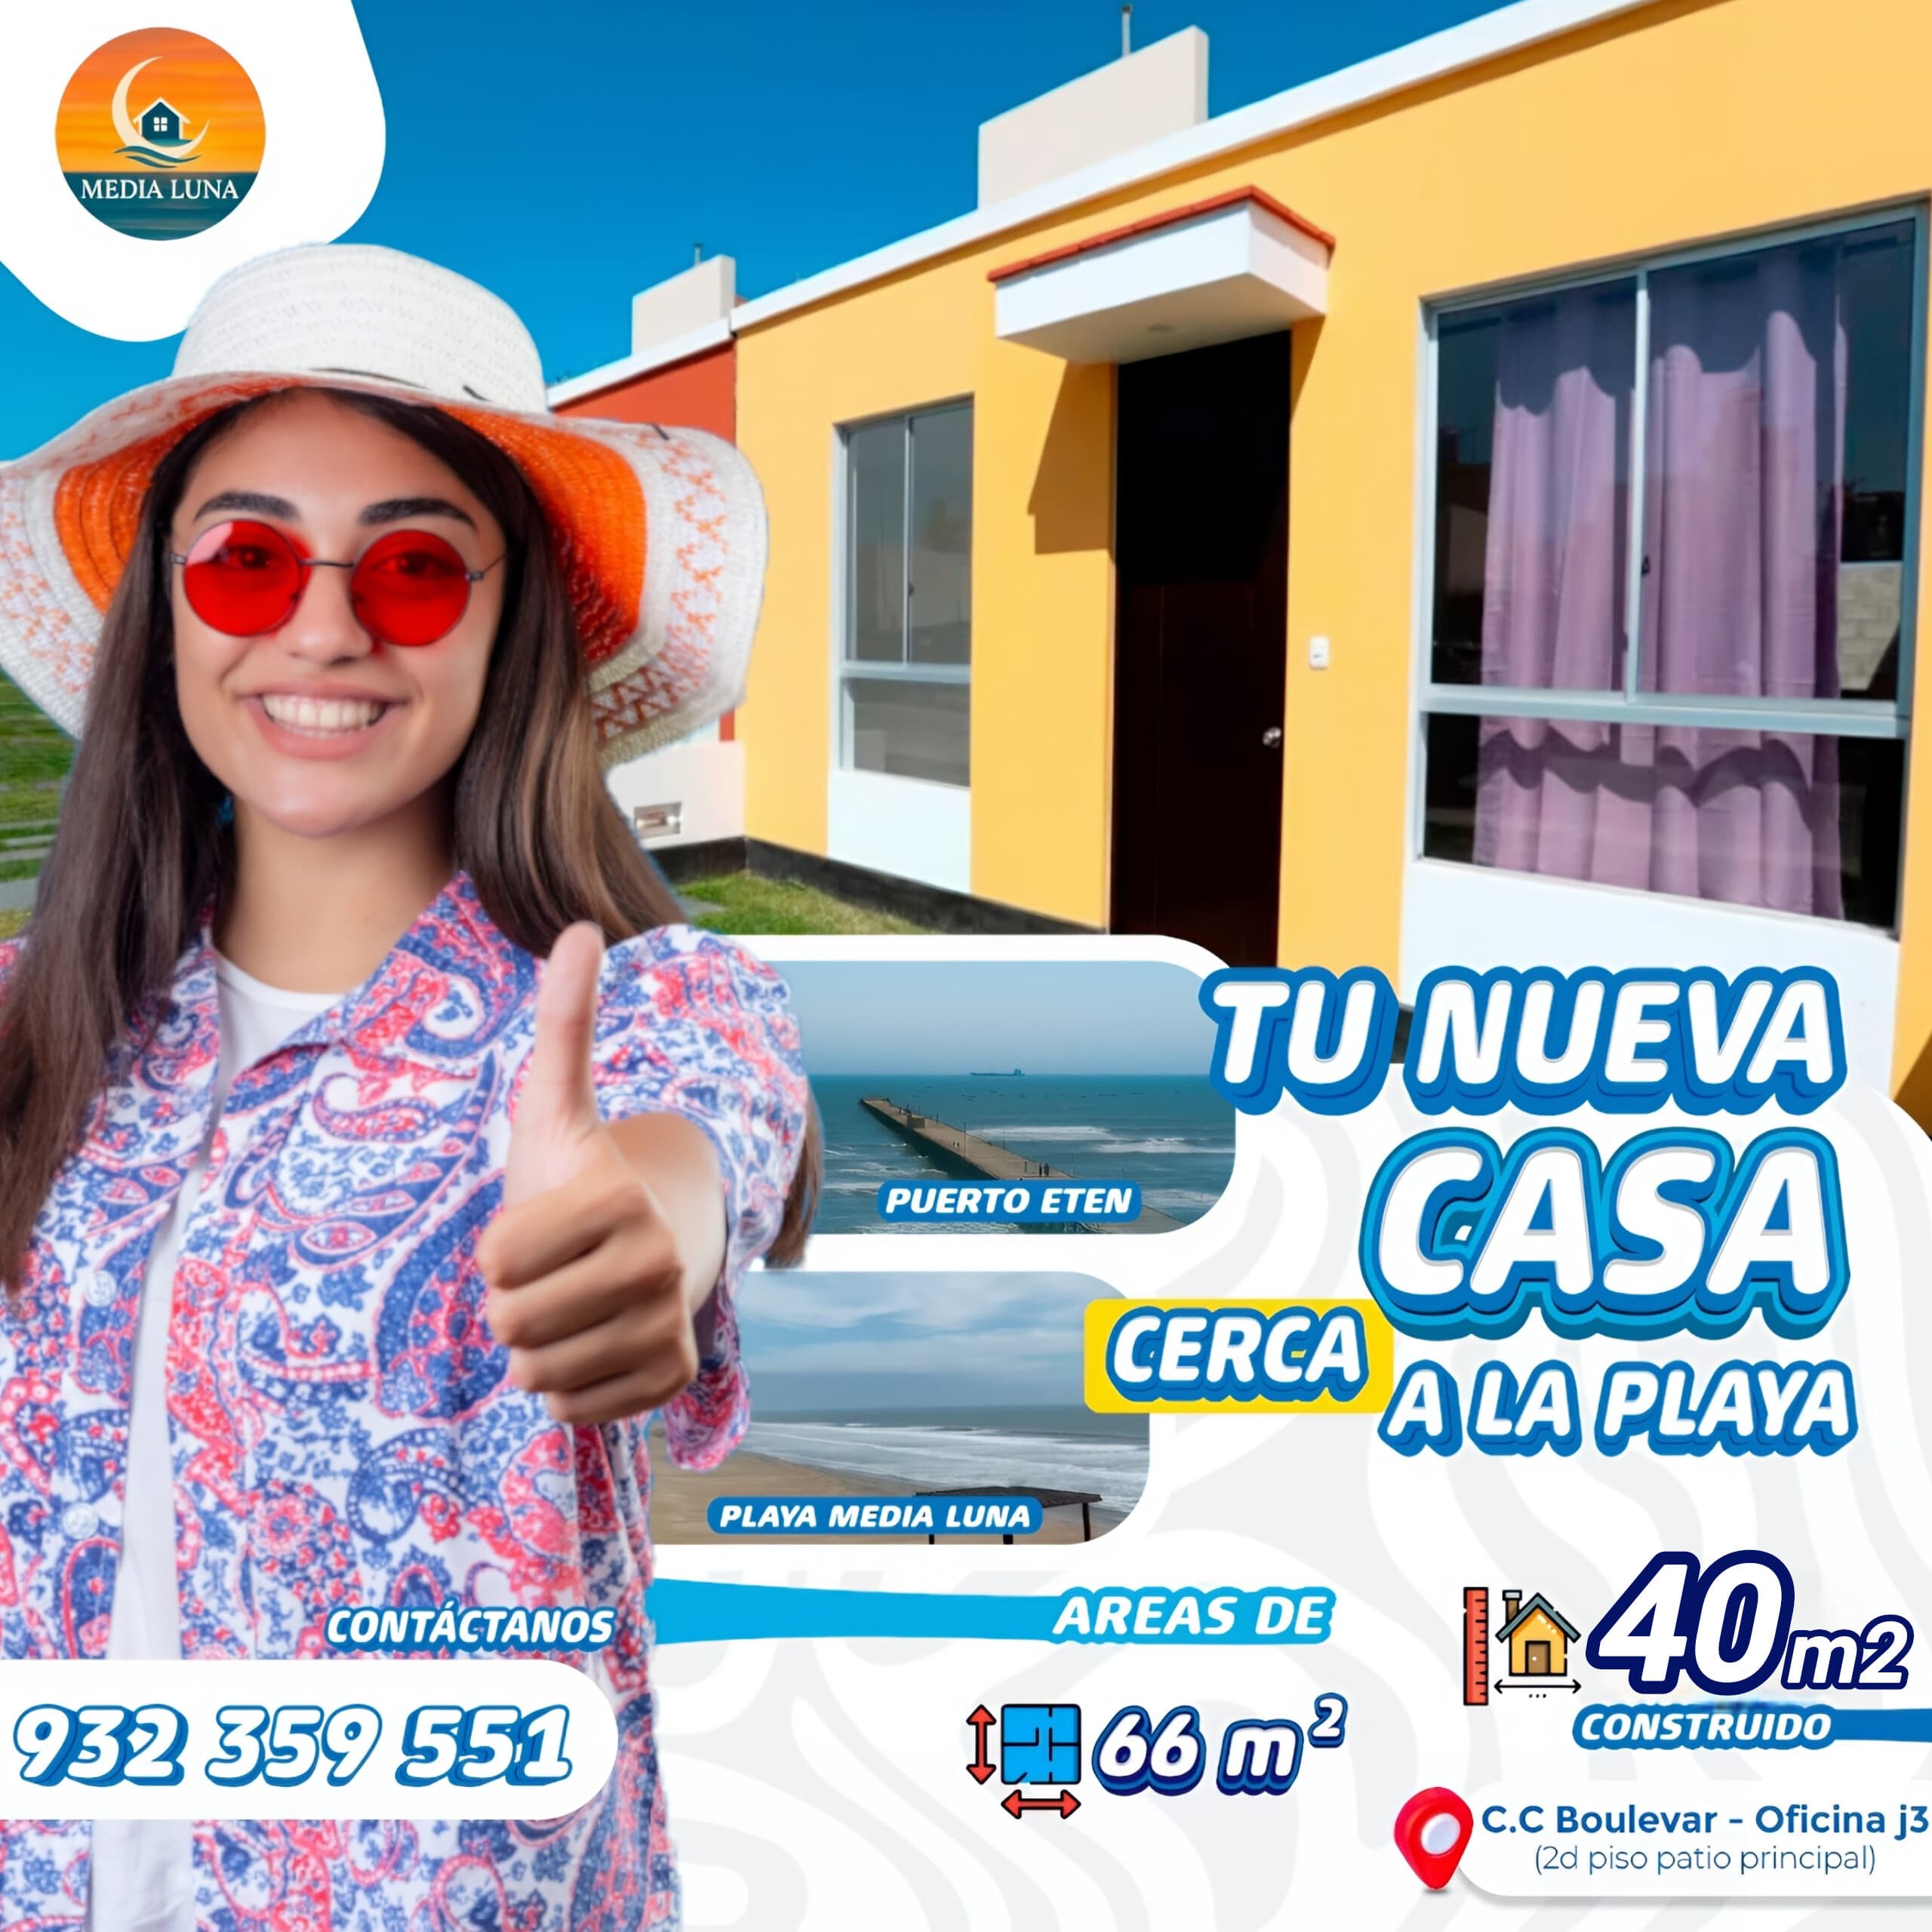 MEDIA LUNA
TU NUEVA
CASA
CERCA
A LA PLAYA
PUERTO ETEN
PLAYA MEDIA LUNA
CONTÁCTANOS
932 359 551
AREAS DE
66 m²
40m2
CONSTRUIDO
C.C Boulevar - Oficina j3
(2d piso patio principal)